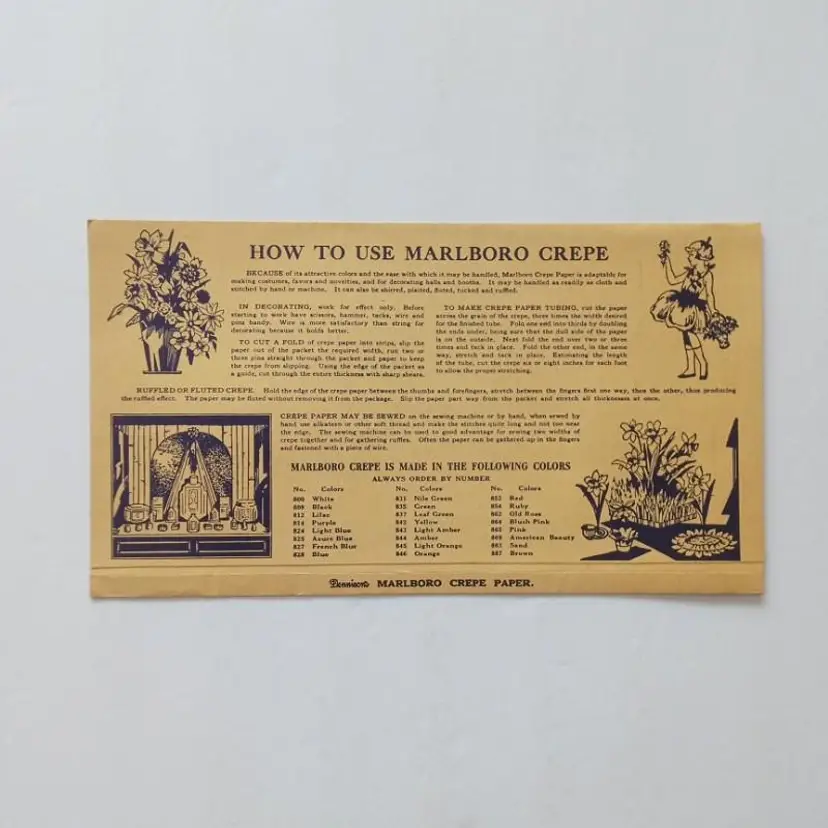 HOW TO USE MARLBORO CREPE
BECAUSE of its attractive colors and the ease with which it may be handled, Marlboro Crepe Paper is adaptable for
making costumes, favors and novelties, and for decorating halls and booths. It may be handled as readily as cloth and
stitched by hand or machine. It can also be shirred, plaited, fluted, tucked and ruffled.
IN DECORATING, work for effect only. Before
starting to work have scissors, hammer, tacks, wire and
pins handy. Wire is more satisfactory than string for
decorating because it holds better.
TO CUT A FOLD of crepe paper into strips, slip the
paper out of the packet the required width, run two or
three pins straight through the packet and paper to keep
the crepe from slipping. Using the edge of the packet as
a guide, cut through the entire thickness with sharp shears.
TO MAKE CREPE PAPER TUBING, cut the paper
across the grain of the crepe, three times the width desired
for the finished tube. Fold one end into thirds by doubling
the ends under, being sure that the dull side of the paper
is on the outside. Next fold the end over two or three
times and tack in place. Fold the other end, in the same
way, stretch and tack in place. Estimating the length
of the tube, cut the crepe six or eight inches for each foot
to allow the proper stretching.
RUFFLED OR FLUTED CREPE. Hold the edge of the crepe paper between the thumbs and forefingers, stretch between the fingers first one way, then the other, thus producing
the ruffled effect. The paper may be fluted without removing it from the package. Slip the paper part way from the packet and stretch all thicknesses at once.
CREPE PAPER MAY BE SEWED on the sewing machine or by hand, when sewed by
hand use silkateen or other soft thread and make the stitches quite long and not too near
the edge. The sewing machine can be used to good advantage for sewing two widths of
crepe together and for gathering ruffles. Often the paper can be gathered up in the fingers
and fastened with a piece of wire.
MARLBORO CREPE IS MADE IN THE FOLLOWING COLORS
ALWAYS ORDER BY NUMBER
No. Colors No. Colors No. Colors
800 White 831 Nile Green 853 Red
809 Black 835 Green 854 Ruby
812 Lilac 837 Leaf Green 862 Old Rose
814 Purple 842 Yellow 864 Blush Pink
824 Light Blue 843 Light Amber 865 Pink
825 Azure Blue 844 Amber 869 American Beauty
827 French Blue 845 Light Orange 883 Sand
828 Blue 846 Orange 887 Brown
Dennison's MARLBORO CREPE PAPER.